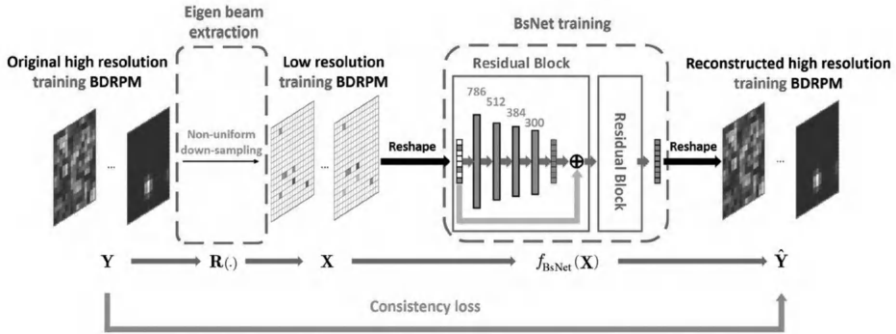 Eigen beam
extraction
BsNet training
Original high resolution
training BDRPM
Low resolution
training BDRPM
Residual Block
Reconstructed high resolution
training BDRPM
786
512
384
300
Non-uniform
down-sampling
...
...
Reshape
⊕
Residual Block
Reshape
...
Y
R(.)
X
f_BsNet(X)
Ŷ
Consistency loss